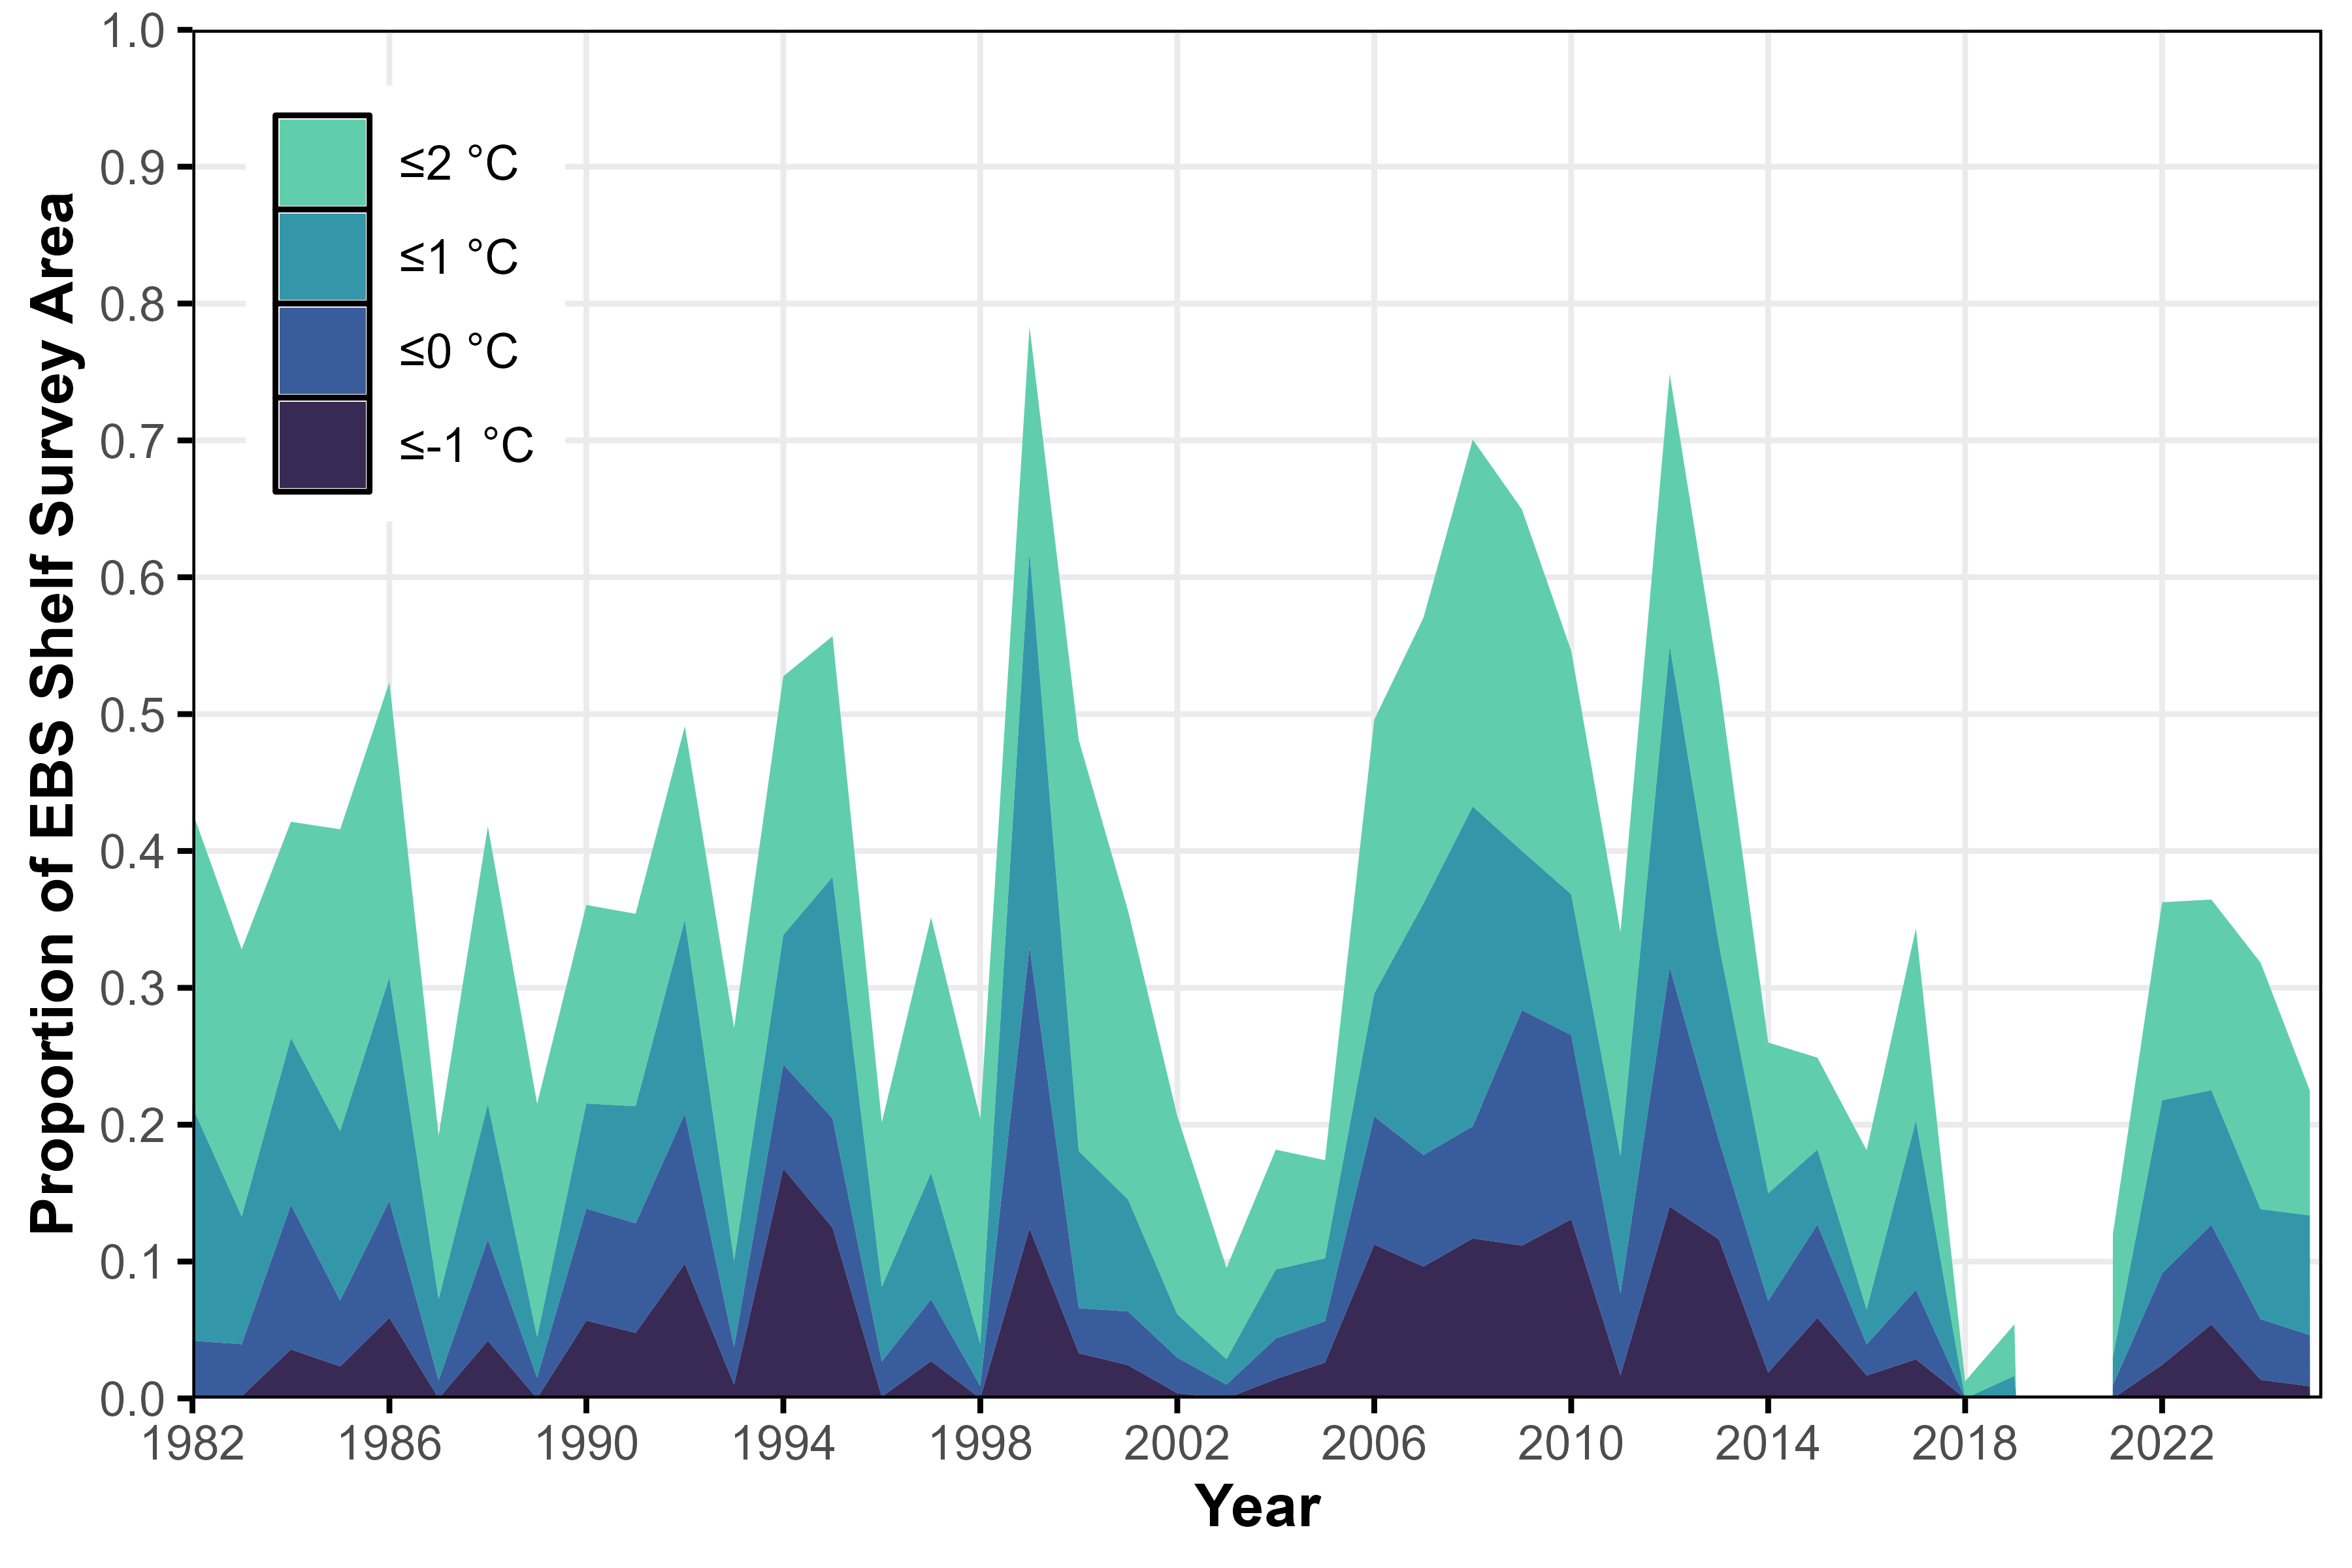 Proportion of EBS Shelf Survey Area
1.0
0.9
0.8
0.7
0.6
0.5
0.4
0.3
0.2
0.1
0.0
≤2 °C
≤1 °C
≤0 °C
≤-1 °C
1982 1986 1990 1994 1998 2002 2006 2010 2014 2018 2022
Year